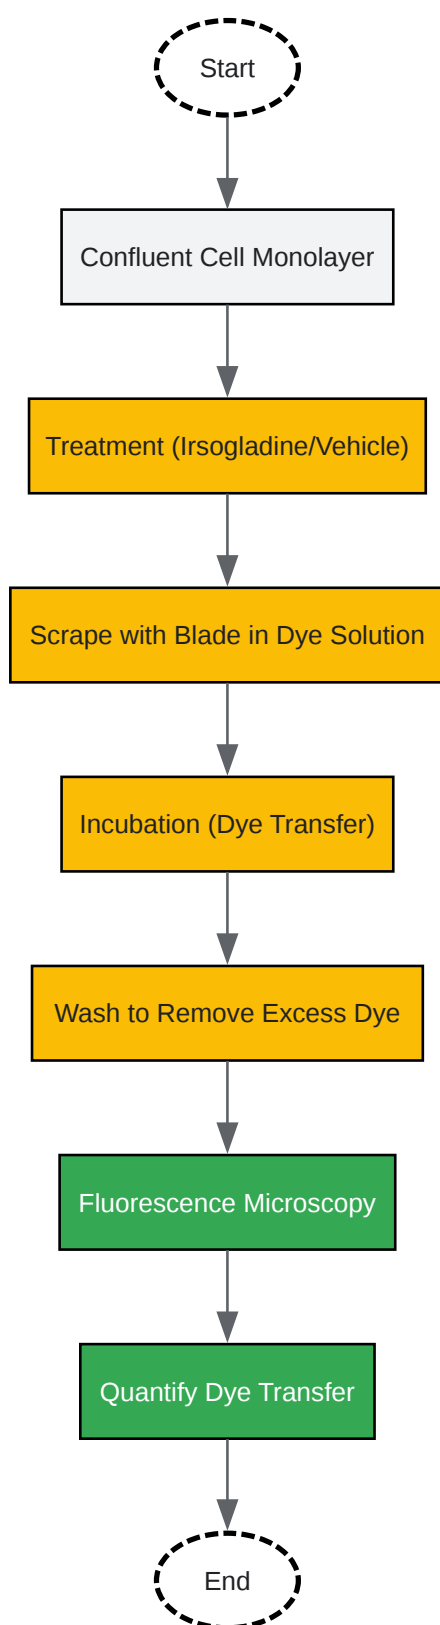 Start
Confluent Cell Monolayer
Treatment (Irsogladine/Vehicle)
Scrape with Blade in Dye Solution
Incubation (Dye Transfer)
Wash to Remove Excess Dye
Fluorescence Microscopy
Quantify Dye Transfer
End